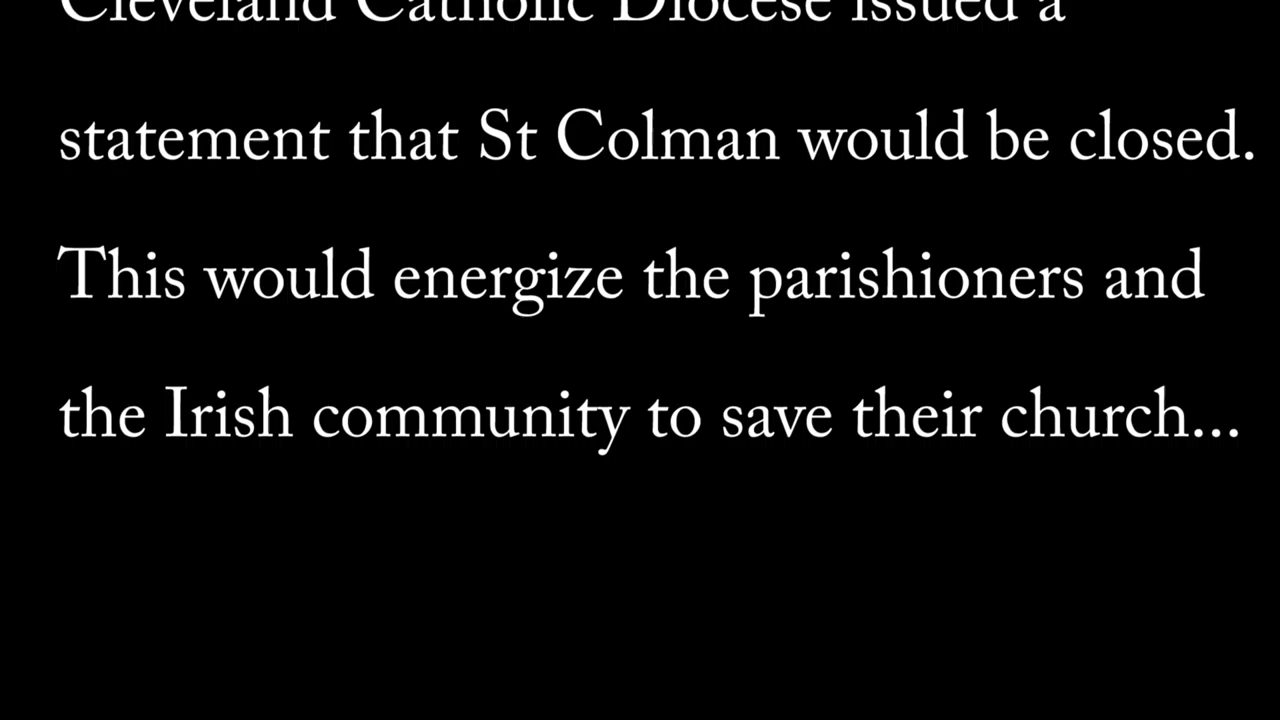 Cleveland Catholic Diocese issued a
statement that St Colman would be closed.
This would energize the parishioners and
the Irish community to save their church...